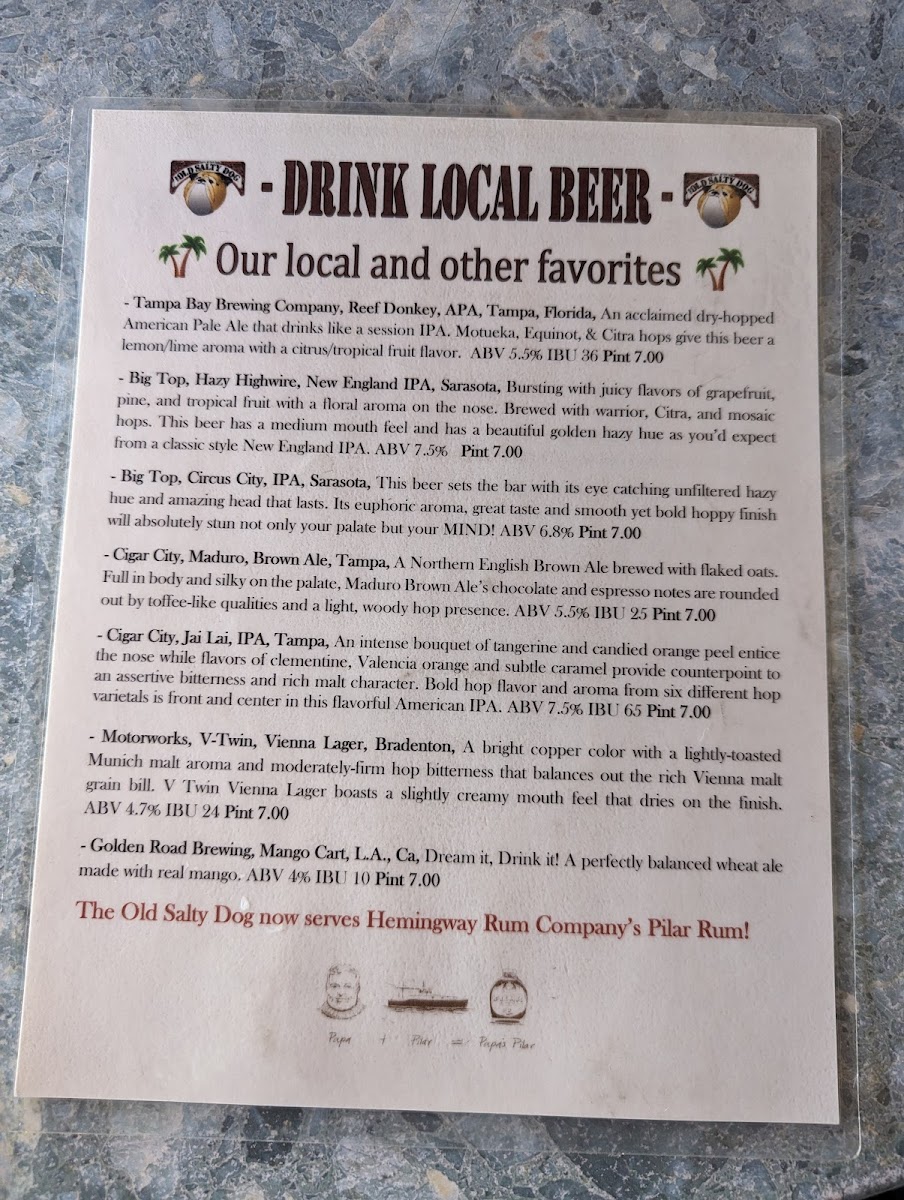 OLD SALTY DOG
- DRINK LOCAL BEER -
OLD SALTY DOG
Our local and other favorites
- Tampa Bay Brewing Company, Reef Donkey, APA, Tampa, Florida, An acclaimed dry-hopped
American Pale Ale that drinks like a session IPA. Motueka, Equinot, & Citra hops give this beer a
lemon/lime aroma with a citrus/tropical fruit flavor. ABV 5.5% IBU 36 Pint 7.00
- Big Top, Hazy Highwire, New England IPA, Sarasota, Bursting with juicy flavors of grapefruit,
pine, and tropical fruit with a floral aroma on the nose. Brewed with warrior, Citra, and mosaic
hops. This beer has a medium mouth feel and has a beautiful golden hazy hue as you'd expect
from a classic style New England IPA. ABV 7.5% Pint 7.00
- Big Top, Circus City, IPA, Sarasota, This beer sets the bar with its eye catching unfiltered hazy
hue and amazing head that lasts. Its euphoric aroma, great taste and smooth yet bold hoppy finish
will absolutely stun not only your palate but your MIND! ABV 6.8% Pint 7.00
- Cigar City, Maduro, Brown Ale, Tampa, A Northern English Brown Ale brewed with flaked oats.
Full in body and silky on the palate, Maduro Brown Ale's chocolate and espresso notes are rounded
out by toffee-like qualities and a light, woody hop presence. ABV 5.5% IBU 25 Pint 7.00
- Cigar City, Jai Lai, IPA, Tampa, An intense bouquet of tangerine and candied orange peel entice
the nose while flavors of clementine, Valencia orange and subtle caramel provide counterpoint to
an assertive bitterness and rich malt character. Bold hop flavor and aroma from six different hop
varietals is front and center in this flavorful American IPA. ABV 7.5% IBU 65 Pint 7.00
- Motorworks, V-Twin, Vienna Lager, Bradenton, A bright copper color with a lightly-toasted
Munich malt aroma and moderately-firm hop bitterness that balances out the rich Vienna malt
grain bill. V Twin Vienna Lager boasts a slightly creamy mouth feel that dries on the finish.
ABV 4.7% IBU 24 Pint 7.00
- Golden Road Brewing, Mango Cart, L.A., Ca, Dream it, Drink it! A perfectly balanced wheat ale
made with real mango. ABV 4% IBU 10 Pint 7.00
The Old Salty Dog now serves Hemingway Rum Company's Pilar Rum!
Papa + Pilar = Papa's Pilar